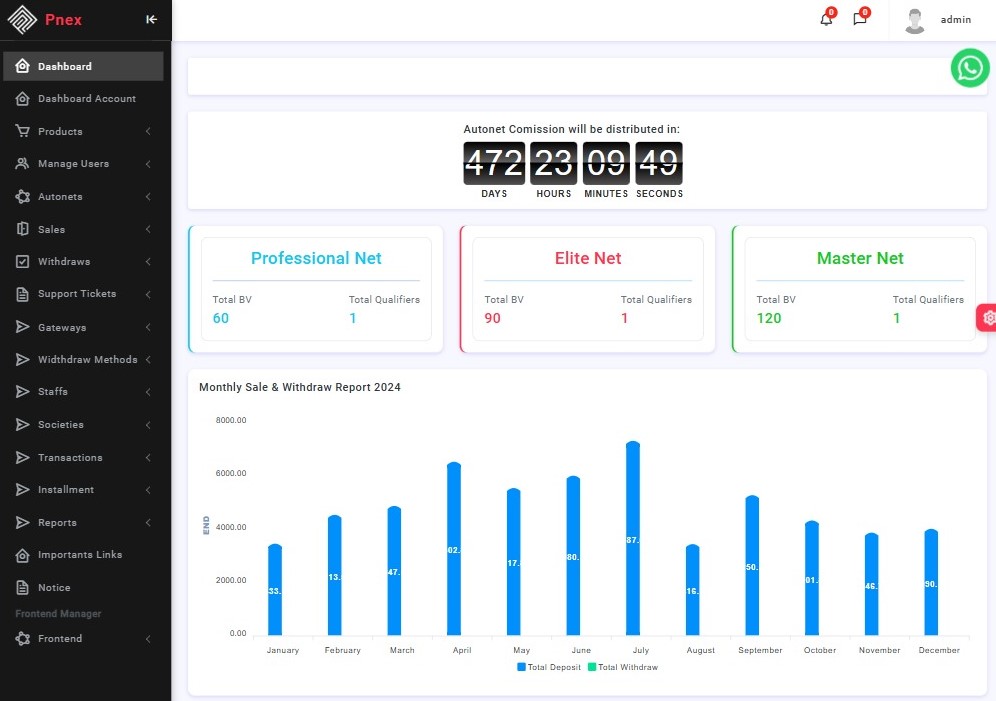 Pnex
0
0
admin
Dashboard
Dashboard Account
Products
Manage Users
Autonets
Sales
Withdraws
Support Tickets
Gateways
Widthdraw Methods
Staffs
Societies
Transactions
Installment
Reports
Importants Links
Notice
Frontend Manager
Frontend
Autonet Comission will be distributed in:
472 23 09 49
DAYS HOURS MINUTES SECONDS
Professional Net
Total BV Total Qualifiers
60 1
Elite Net
Total BV Total Qualifiers
90 1
Master Net
Total BV Total Qualifiers
120 1
Monthly Sale & Withdraw Report 2024
8000.00
6000.00
4000.00
2000.00
0.00
END
33.
13.
47.
02.
17.
80.
87.
16.
50.
01.
46.
90.
January February March April May June July August September October November December
Total Deposit Total Withdraw